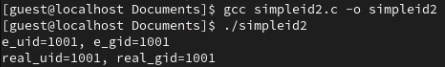 [guest@localhost Documents]$ gcc simpleid2.c -o simpleid2
[guest@localhost Documents]$ ./simpleid2
e_uid=1001, e_gid=1001
real_uid=1001, real_gid=1001